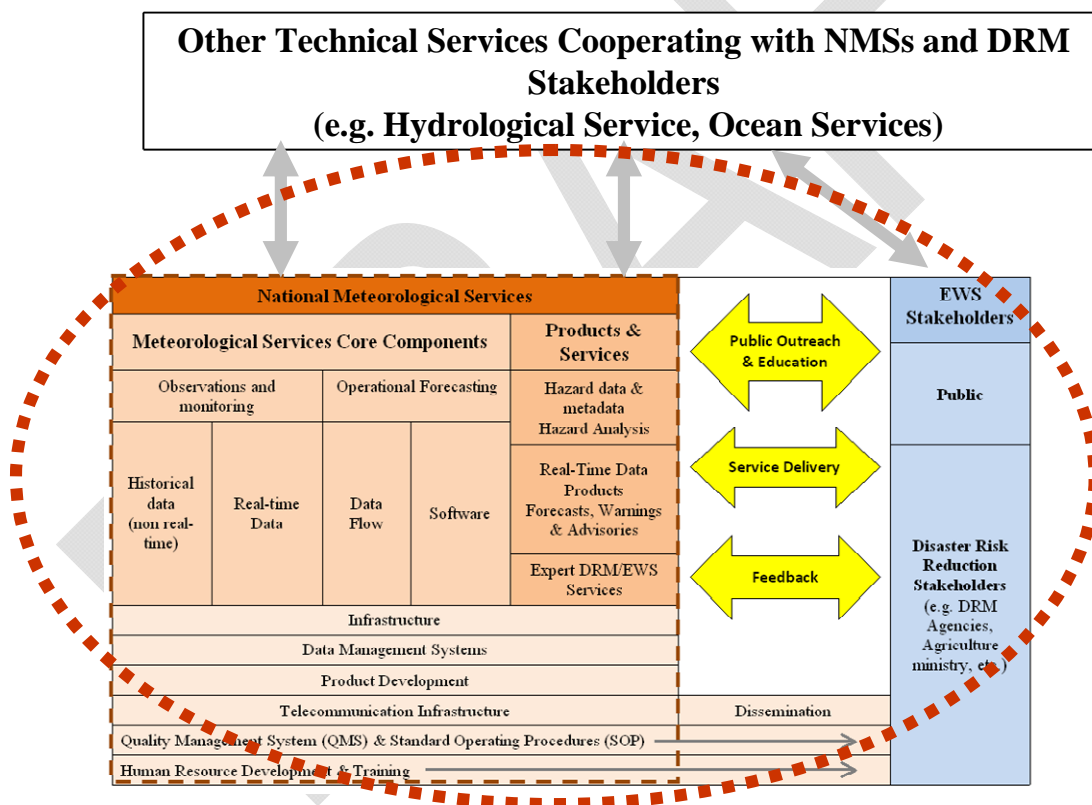 Other Technical Services Cooperating with NMSs and DRM
Stakeholders
(e.g. Hydrological Service, Ocean Services)
National Meteorological Services
Meteorological Services Core Components
Products &
Services
Observations and
monitoring
Operational Forecasting
Hazard data &
metadata
Hazard Analysis
Historical
data
(non real-
time)
Real-time
Data
Data
Flow
Software
Real-Time Data
Products
Forecasts, Warnings
& Advisories
Expert DRM/EWS
Services
Infrastructure
Data Management Systems
Product Development
Telecommunication Infrastructure
Dissemination
Quality Management System (QMS) & Standard Operating Procedures (SOP)
Human Resource Development & Training
Public Outreach
& Education
Service Delivery
Feedback
EWS
Stakeholders
Public
Disaster Risk
Reduction
Stakeholders
(e.g. DRM
Agencies,
Agriculture
ministry, etc.)